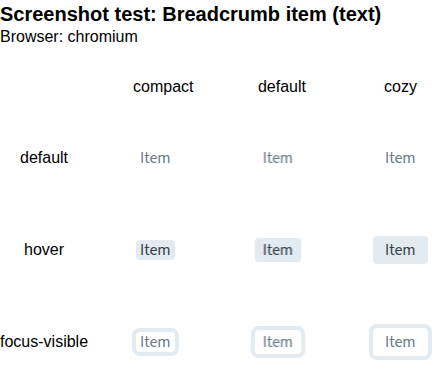 Screenshot test: Breadcrumb item (text)
Browser: chromium
compact default cozy
default Item Item Item
hover Item Item Item
focus-visible Item Item Item